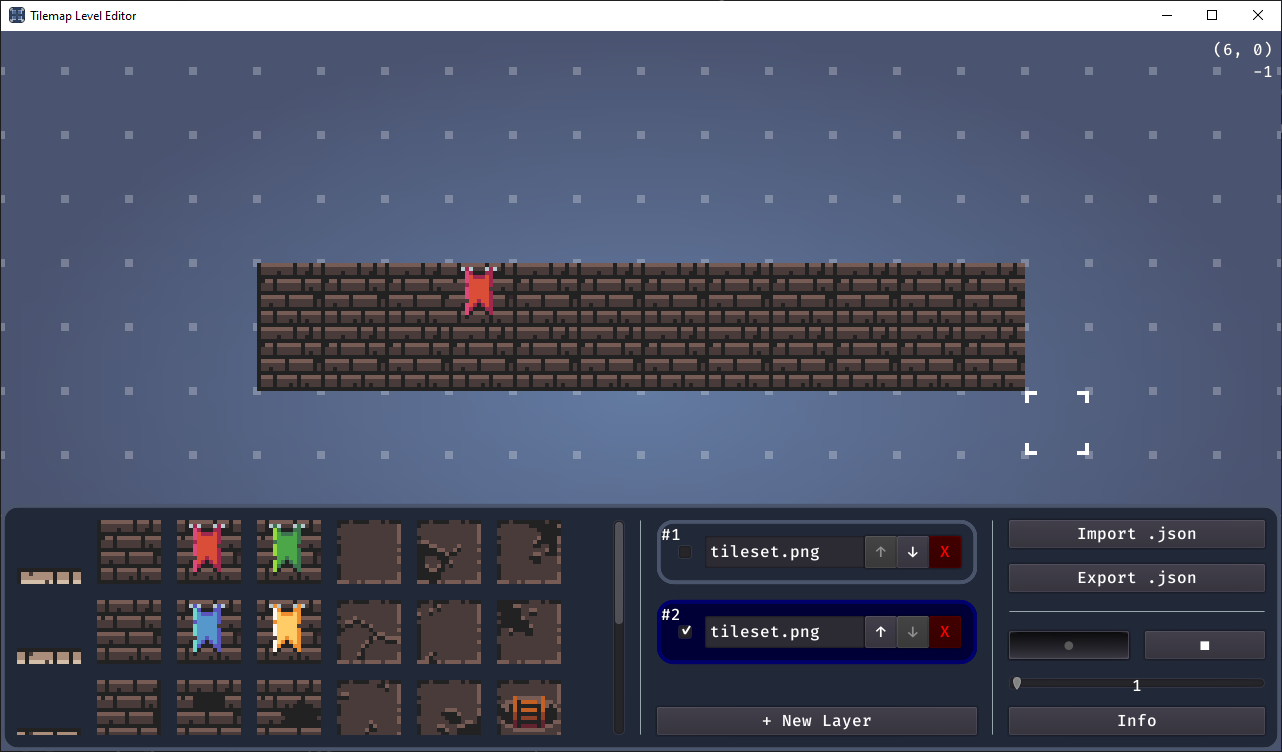 Tilemap Level Editor
(6, 0)
-1
#1
tileset.png
↑
↓
X
#2
tileset.png
↑
↓
X
+ New Layer
Import .json
Export .json
1
Info